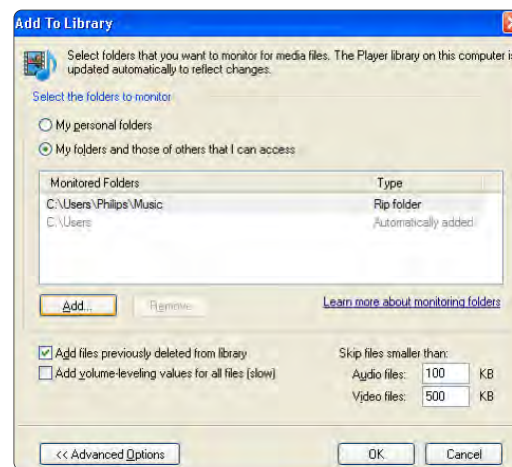 Add To Library
Select folders that you want to monitor for media files. The Player library on this computer is
updated automatically to reflect changes.
Select the folders to monitor
My personal folders
My folders and those of others that I can access
Monitored Folders Type
C:\Users\Philips\Music Rip folder
C:\Users Automatically added
Add... Remove Learn more about monitoring folders
Add files previously deleted from library Skip files smaller than:
Add volume-leveling values for all files (slow) Audio files: 100 KB
Video files: 500 KB
<< Advanced Options OK Cancel